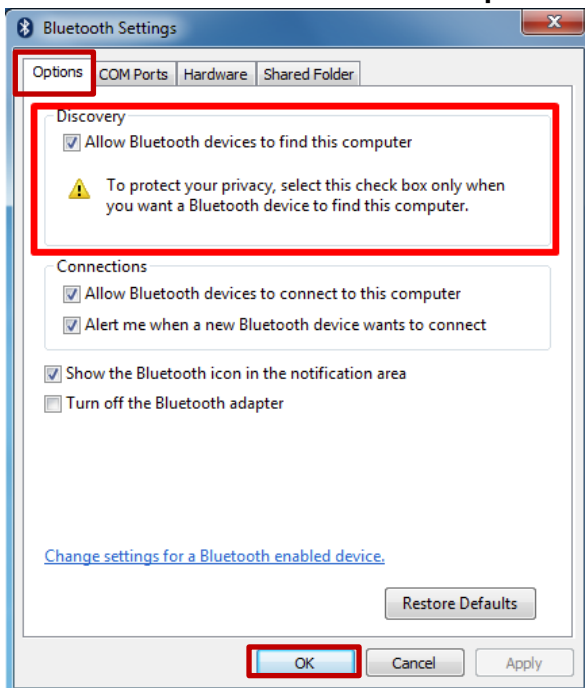 Bluetooth Settings
Options COM Ports Hardware Shared Folder
Discovery
Allow Bluetooth devices to find this computer
To protect your privacy, select this check box only when
you want a Bluetooth device to find this computer.
Connections
Allow Bluetooth devices to connect to this computer
Alert me when a new Bluetooth device wants to connect
Show the Bluetooth icon in the notification area
Turn off the Bluetooth adapter
Change settings for a Bluetooth enabled device.
Restore Defaults
OK Cancel Apply